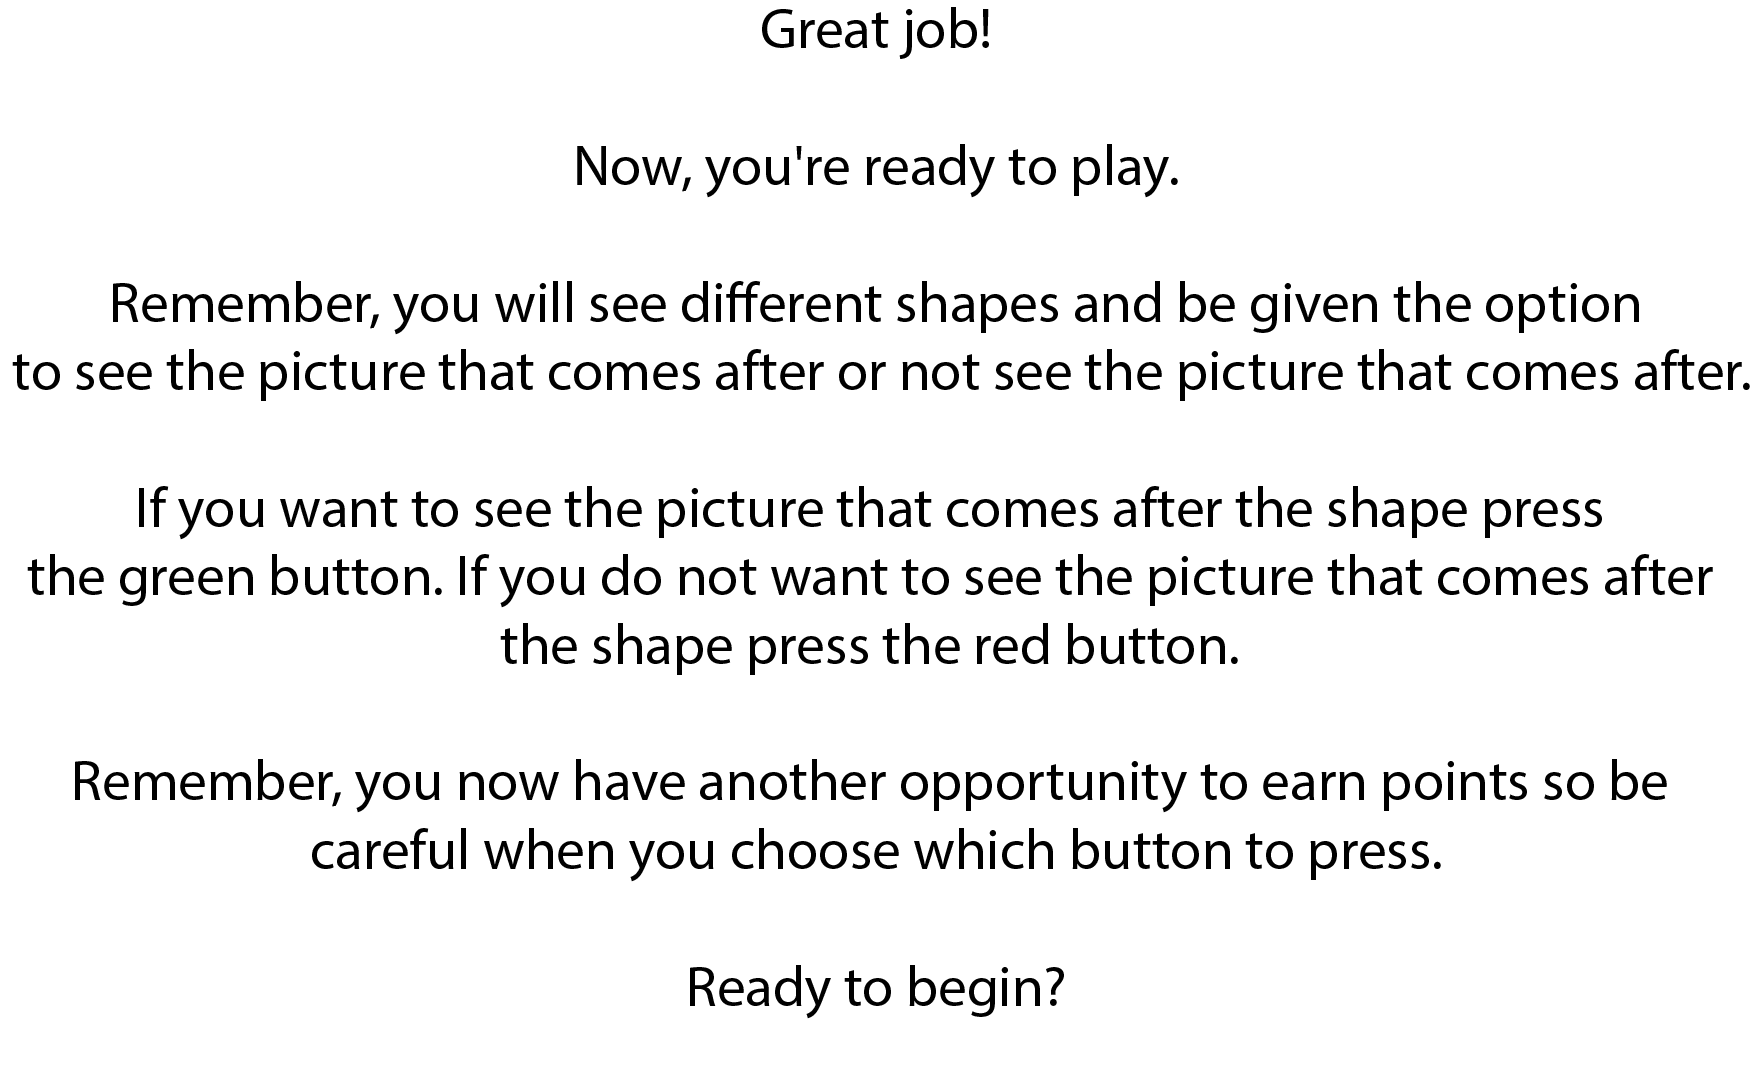 Great job!
Now, you're ready to play.
Remember, you will see different shapes and be given the option
to see the picture that comes after or not see the picture that comes after.
If you want to see the picture that comes after the shape press
the green button. If you do not want to see the picture that comes after
the shape press the red button.
Remember, you now have another opportunity to earn points so be
careful when you choose which button to press.
Ready to begin?